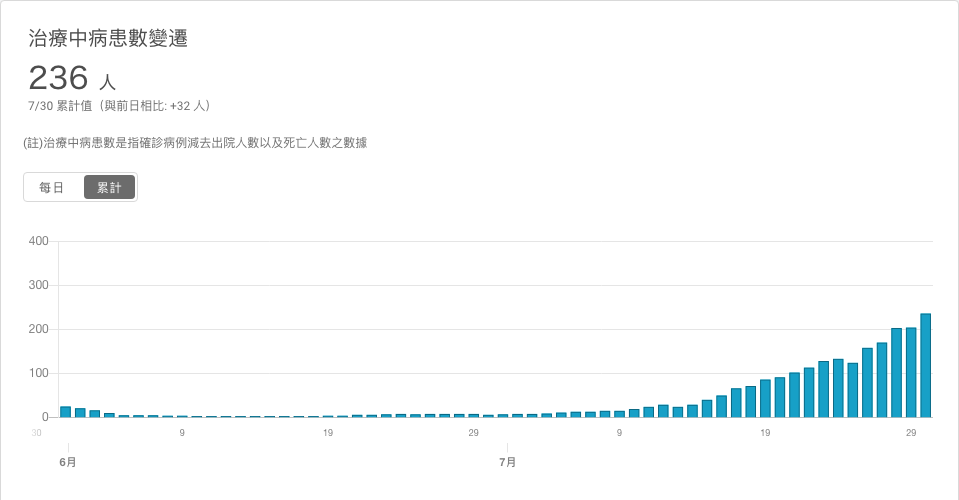 治療中病患數變遷
236 人
7/30 累計值（與前日相比: +32 人）
(註)治療中病患數是指確診病例減去出院人數以及死亡人數之數據
每日 累計
400
300
200
100
0
30 9 19 29 9 19 29
6月 7月